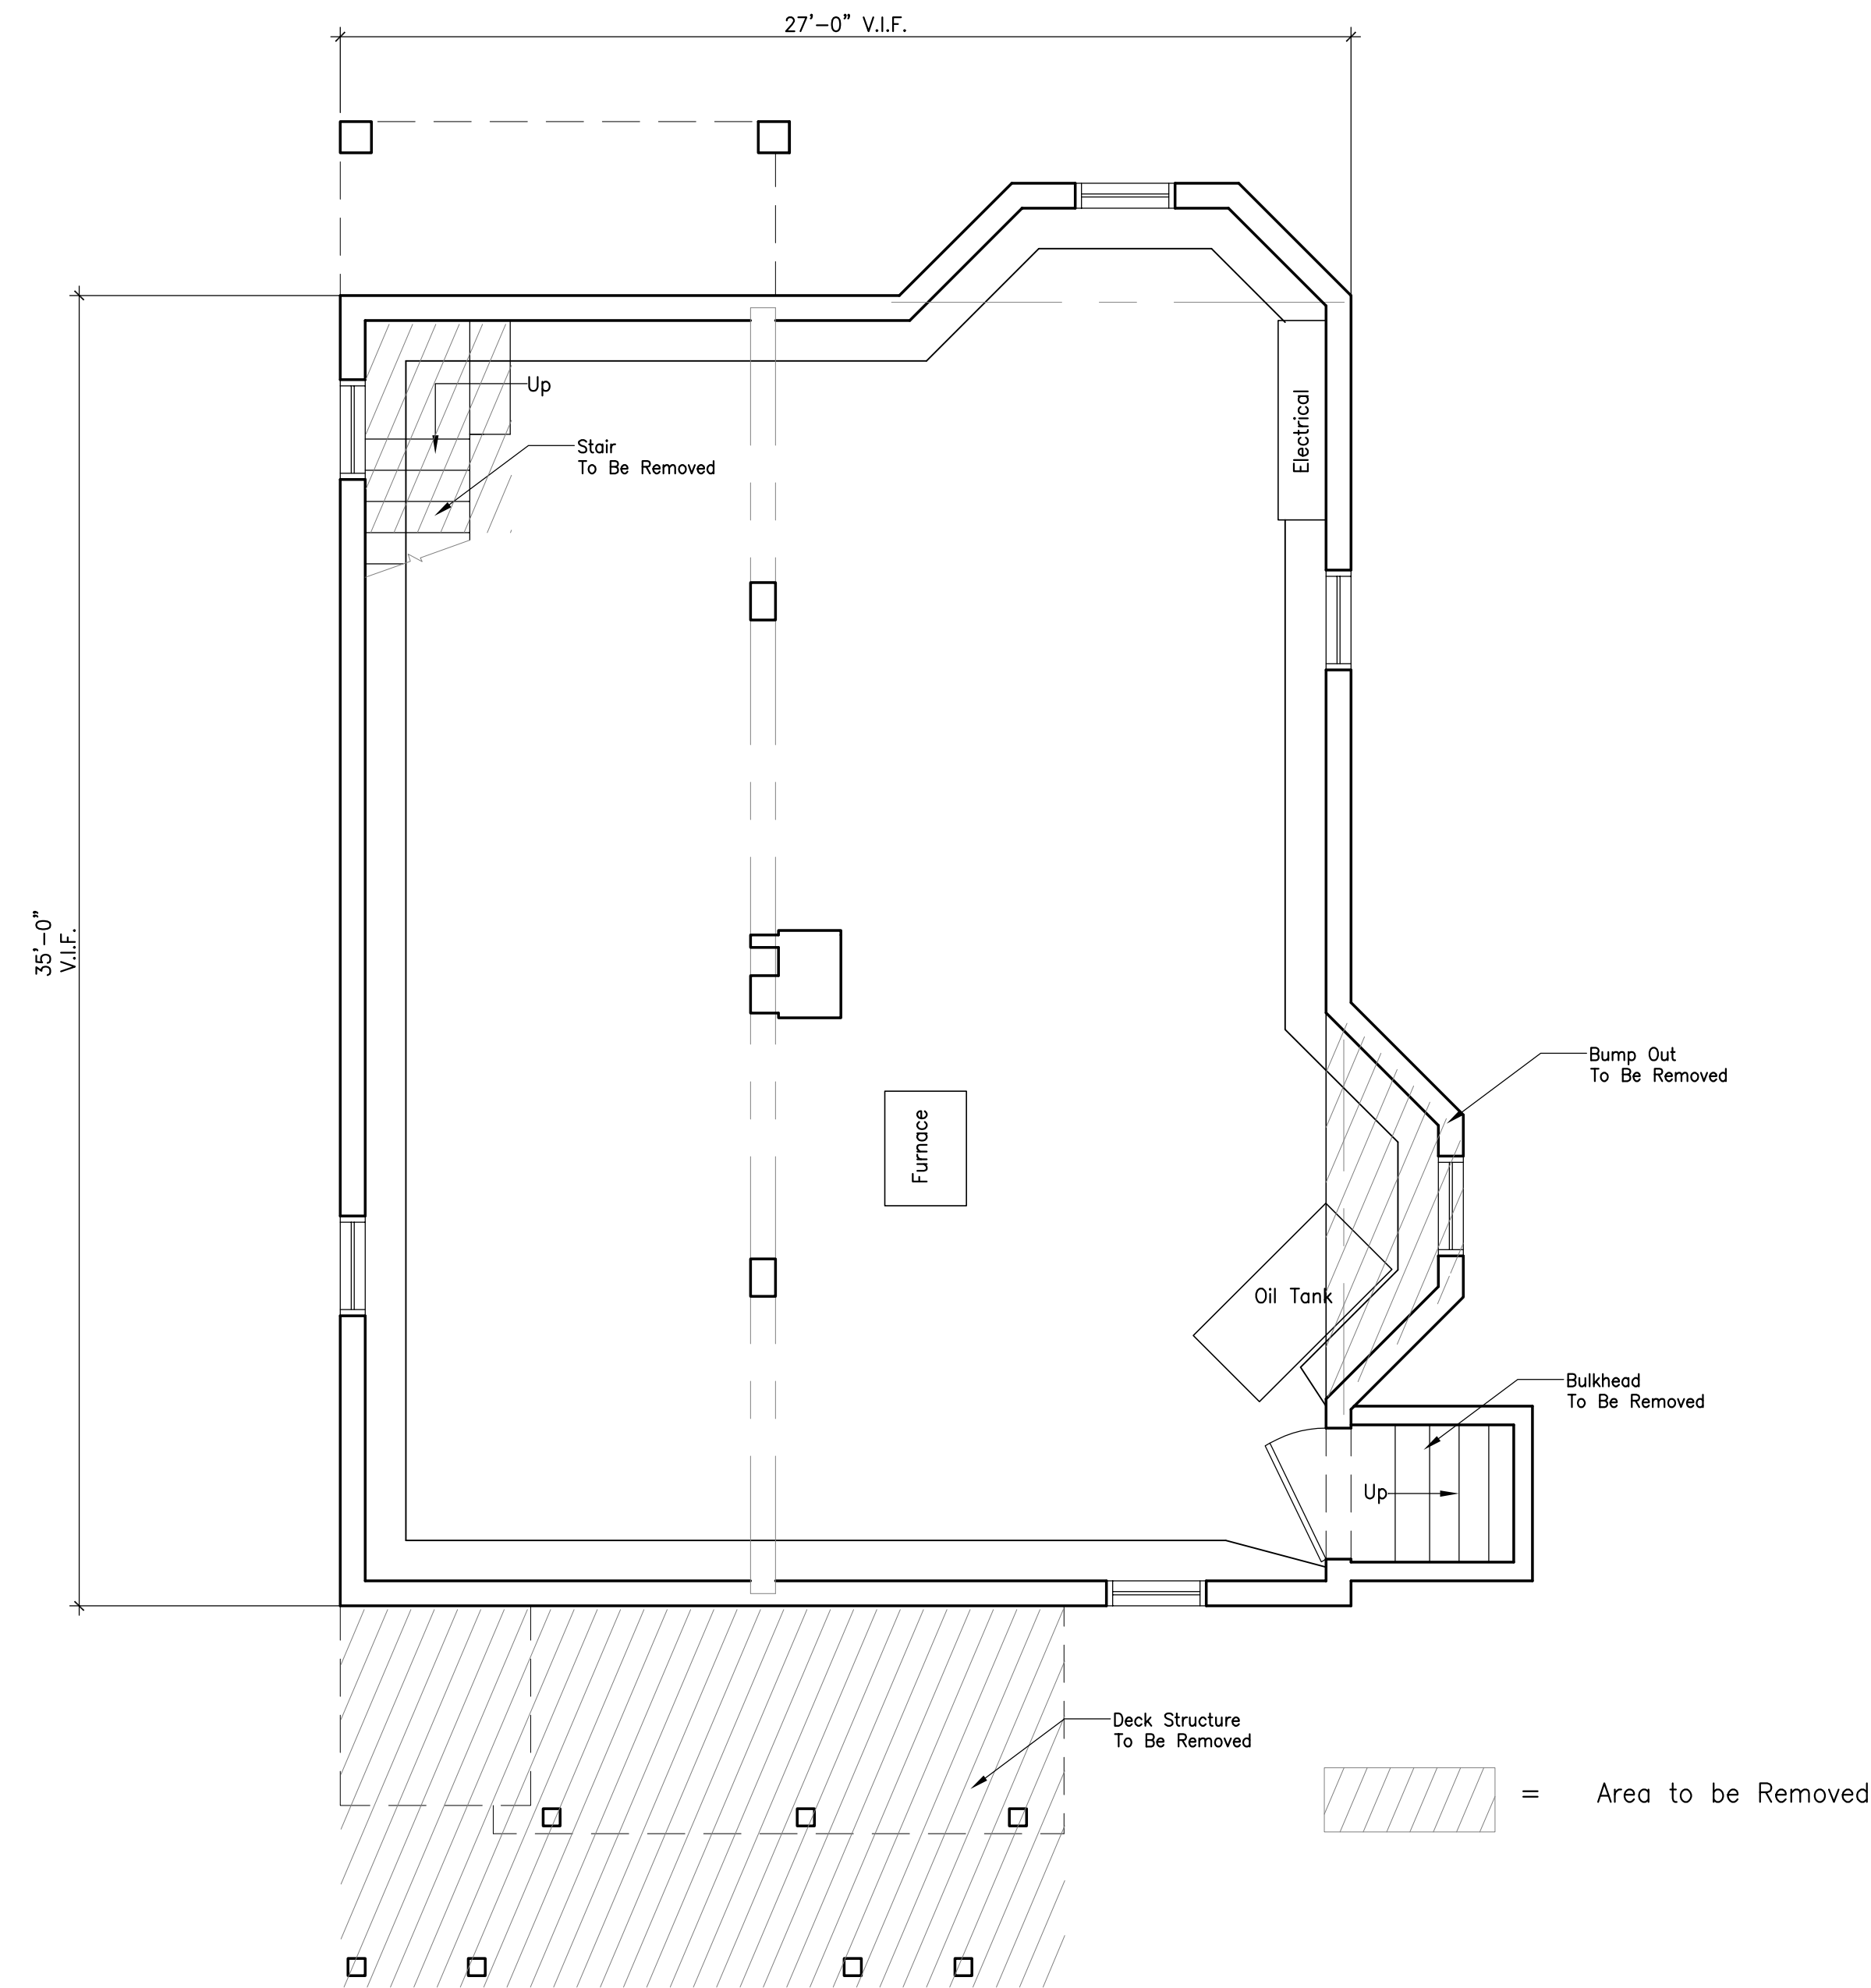 27'-0" V.I.F.
Up
Stair
To Be Removed
Electrical
35'-0"
V.I.F.
Bump Out
To Be Removed
Furnace
Oil Tank
Bulkhead
To Be Removed
Up
Deck Structure
To Be Removed
= Area to be Removed